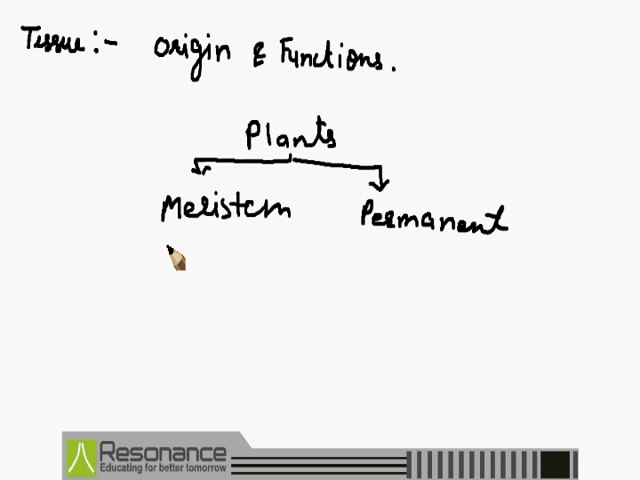 Tissue:- Origin & Functions.
Plants
Meristem Permanent
Resonance
Educating for better tomorrow